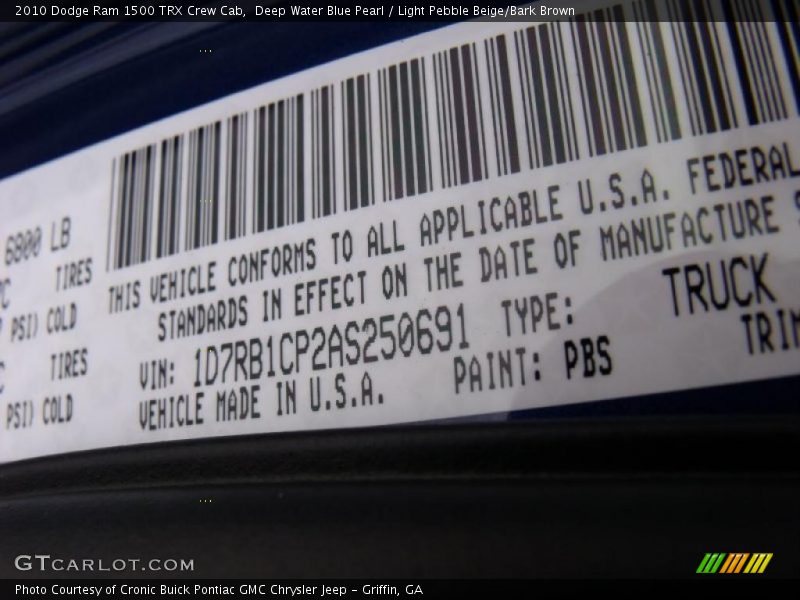 2010 Dodge Ram 1500 TRX Crew Cab, Deep Water Blue Pearl / Light Pebble Beige/Bark Brown
6800 LB
TIRES
PSI) COLD
TIRES
PSI) COLD
THIS VEHICLE CONFORMS TO ALL APPLICABLE U.S.A. FEDERAL
STANDARDS IN EFFECT ON THE DATE OF MANUFACTURE
VIN: 1D7RB1CP2AS250691 TYPE: TRUCK
VEHICLE MADE IN U.S.A. PAINT: PBS TRIM
GTCARLOT.COM
Photo Courtesy of Cronic Buick Pontiac GMC Chrysler Jeep - Griffin, GA